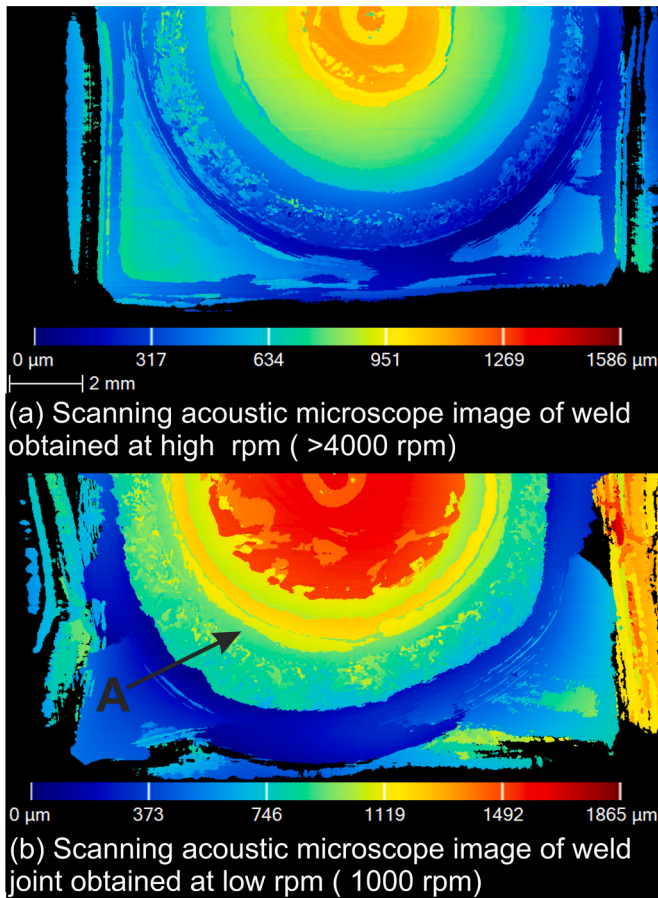 0 µm 317 634 951 1269 1586 µm
2 mm
(a) Scanning acoustic microscope image of weld
obtained at high rpm ( >4000 rpm)
A
0 µm 373 746 1119 1492 1865 µm
(b) Scanning acoustic microscope image of weld
joint obtained at low rpm ( 1000 rpm)